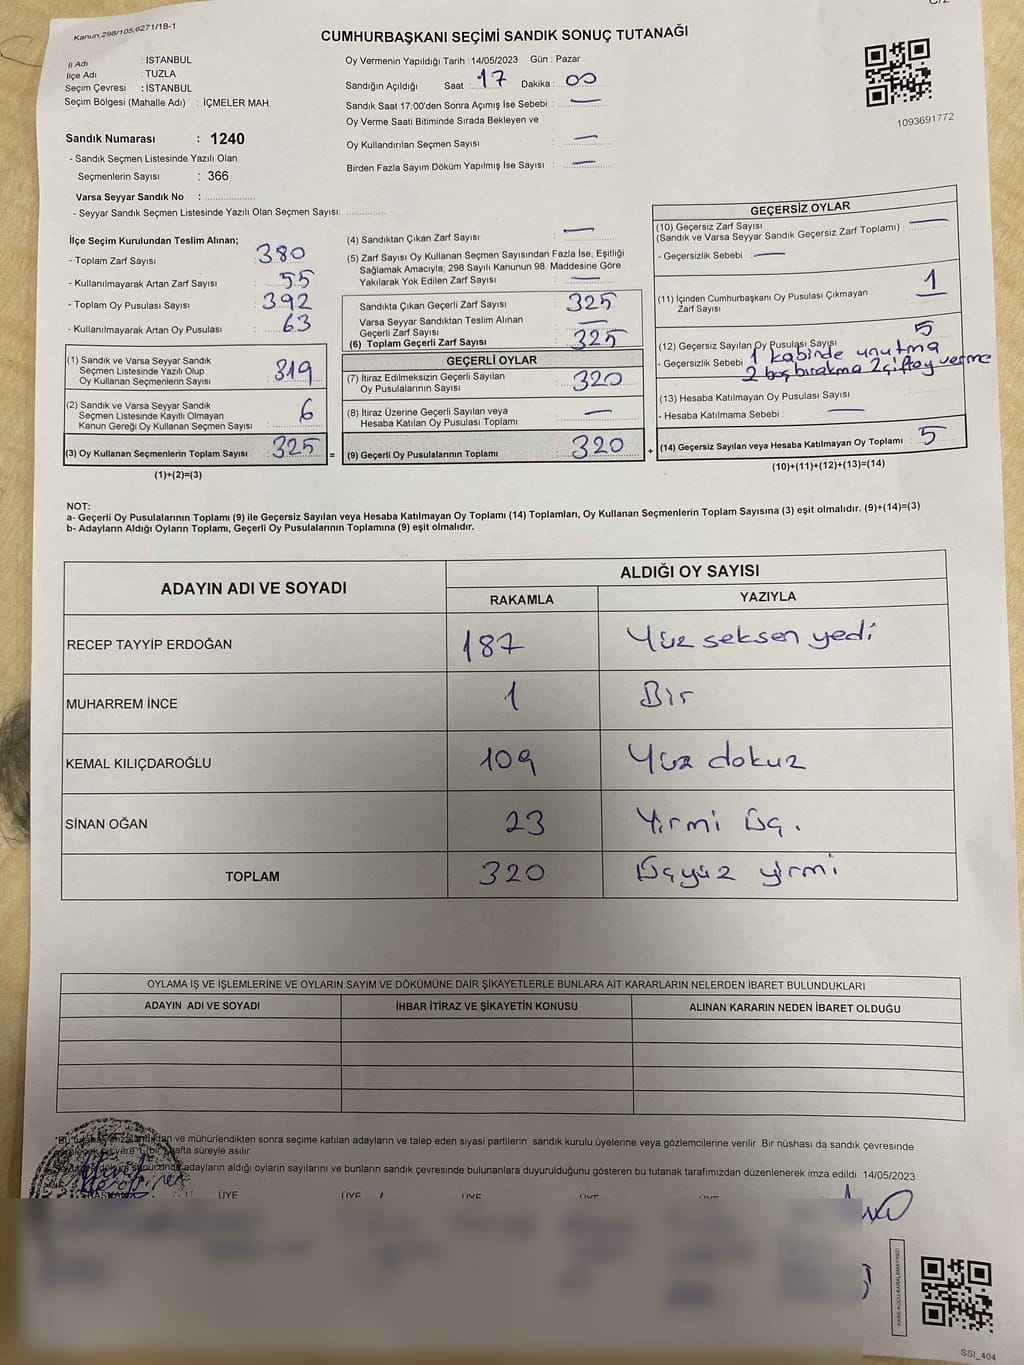 C/2
Kanun:298/105,6271/18-1
CUMHURBAŞKANI SEÇİMİ SANDIK SONUÇ TUTANAĞI
İl Adı : İSTANBUL
İlçe Adı : TUZLA
Seçim Çevresi : İSTANBUL
Seçim Bölgesi (Mahalle Adı) : İÇMELER MAH.
Sandık Numarası : 1240
- Sandık Seçmen Listesinde Yazılı Olan
Seçmenlerin Sayısı : 366
Varsa Seyyar Sandık No :
- Seyyar Sandık Seçmen Listesinde Yazılı Olan Seçmen Sayısı:
Oy Vermenin Yapıldığı Tarih :14/05/2023 Gün : Pazar
Sandığın Açıldığı Saat : 17 Dakika : 00
Sandık Saat 17:00'den Sonra Açımış İse Sebebi : —
Oy Verme Saati Bitiminde Sırada Bekleyen ve
Oy Kullandırılan Seçmen Sayısı : —
Birden Fazla Sayım Döküm Yapılmış İse Sayısı : —
1093691772
İlçe Seçim Kurulundan Teslim Alınan;
- Toplam Zarf Sayısı : 380
- Kullanılmayarak Artan Zarf Sayısı : 55
- Toplam Oy Pusulası Sayısı : 392
- Kullanılmayarak Artan Oy Pusulası : 63
(1) Sandık ve Varsa Seyyar Sandık
Seçmen Listesinde Yazılı Olup
Oy Kullanan Seçmenlerin Sayısı : 319
(2) Sandık ve Varsa Seyyar Sandık
Seçmen Listesinde Kayıtlı Olmayan
Kanun Gereği Oy Kullanan Seçmen Sayısı : 6
(3) Oy Kullanan Seçmenlerin Toplam Sayısı : 325 =
(1)+(2)=(3)
(4) Sandıktan Çıkan Zarf Sayısı : —
(5) Zarf Sayısı Oy Kullanan Seçmen Sayısından Fazla İse, Eşitliği
Sağlamak Amacıyla; 298 Sayılı Kanunun 98. Maddesine Göre
Yakılarak Yok Edilen Zarf Sayısı : —
Sandıkta Çıkan Geçerli Zarf Sayısı : 325
Varsa Seyyar Sandıktan Teslim Alınan
Geçerli Zarf Sayısı : —
(6) Toplam Geçerli Zarf Sayısı : 325
GEÇERLİ OYLAR
(7) İtiraz Edilmeksizin Geçerli Sayılan
Oy Pusulalarının Sayısı : 320
(8) İtiraz Üzerine Geçerli Sayılan veya
Hesaba Katılan Oy Pusulası Toplamı : —
(9) Geçerli Oy Pusulalarının Toplamı : 320 +
GEÇERSİZ OYLAR
(10) Geçersiz Zarf Sayısı
(Sandık ve Varsa Seyyar Sandık Geçersiz Zarf Toplamı) : —
- Geçersizlik Sebebi : —
(11) İçinden Cumhurbaşkanı Oy Pusulası Çıkmayan
Zarf Sayısı : 1
(12) Geçersiz Sayılan Oy Pusulası Sayısı : 5
- Geçersizlik Sebebi : 1 kabinde unutma
2 boş bırakma 2 çift oy verme
(13) Hesaba Katılmayan Oy Pusulası Sayısı
- Hesaba Katılmama Sebebi : —
(14) Geçersiz Sayılan veya Hesaba Katılmayan Oy Toplamı : 5
(10)+(11)+(12)+(13)=(14)
NOT:
a- Geçerli Oy Pusulalarının Toplamı (9) ile Geçersiz Sayılan veya Hesaba Katılmayan Oy Toplamı (14) Toplamları, Oy Kullanan Seçmenlerin Toplam Sayısına (3) eşit olmalıdır. (9)+(14)=(3)
b- Adayların Aldığı Oyların Toplamı, Geçerli Oy Pusulalarının Toplamına (9) eşit olmalıdır.
ADAYIN ADI VE SOYADI ALDIĞI OY SAYISI
RAKAMLA YAZIYLA
RECEP TAYYİP ERDOĞAN 187 Yüz seksen yedi
MUHARREM İNCE 1 Bir
KEMAL KILIÇDAROĞLU 109 Yüz dokuz
SİNAN OĞAN 23 Yirmi üç.
TOPLAM 320 Üçyüz yirmi
OYLAMA İŞ VE İŞLEMLERİNE VE OYLARIN SAYIM VE DÖKÜMÜNE DAİR ŞİKAYETLERLE BUNLARA AİT KARARLARIN NELERDEN İBARET BULUNDUKLARI
ADAYIN ADI VE SOYADI İHBAR İTİRAZ VE ŞİKAYETİN KONUSU ALINAN KARARIN NEDEN İBARET OLDUĞU
ve mühürlendikten sonra seçime katılan adayların ve talep eden siyasi partilerin sandık kurulu üyelerine veya gözlemcilerine verilir Bir nüshası da sandık çevresinde
hafta süreyle asılır.
adayların aldığı oyların sayılarını ve bunların sandık çevresinde bulunanlara duyurulduğunu gösteren bu tutanak tarafımızdan düzenlenerek imza edildi 14/05/2023
BAŞKAN ÜYE ÜYE ÜYE ÜYE ÜYE
KARE KODU KARALAMAYINIZ!
SSI_404